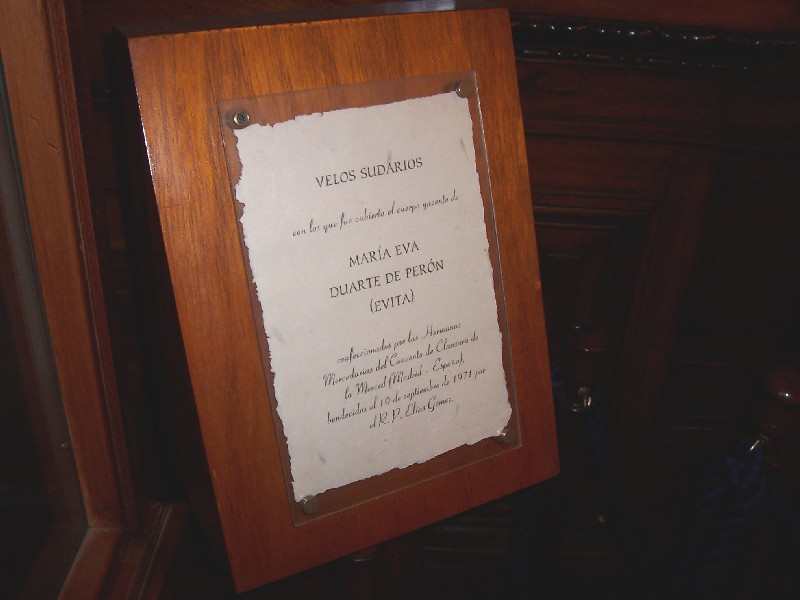 VELOS SUDÁRIOS
con los que fue cubierto el cuerpo yacente de
MARÍA EVA
DUARTE DE PERÓN
(EVITA)
confeccionados por las Hermanas
Mercedarias del Convento de Clausura de
la Merced (Madrid - España),
bendecidos el 10 de septiembre de 1971 por
el R. P. Elías Gómez.